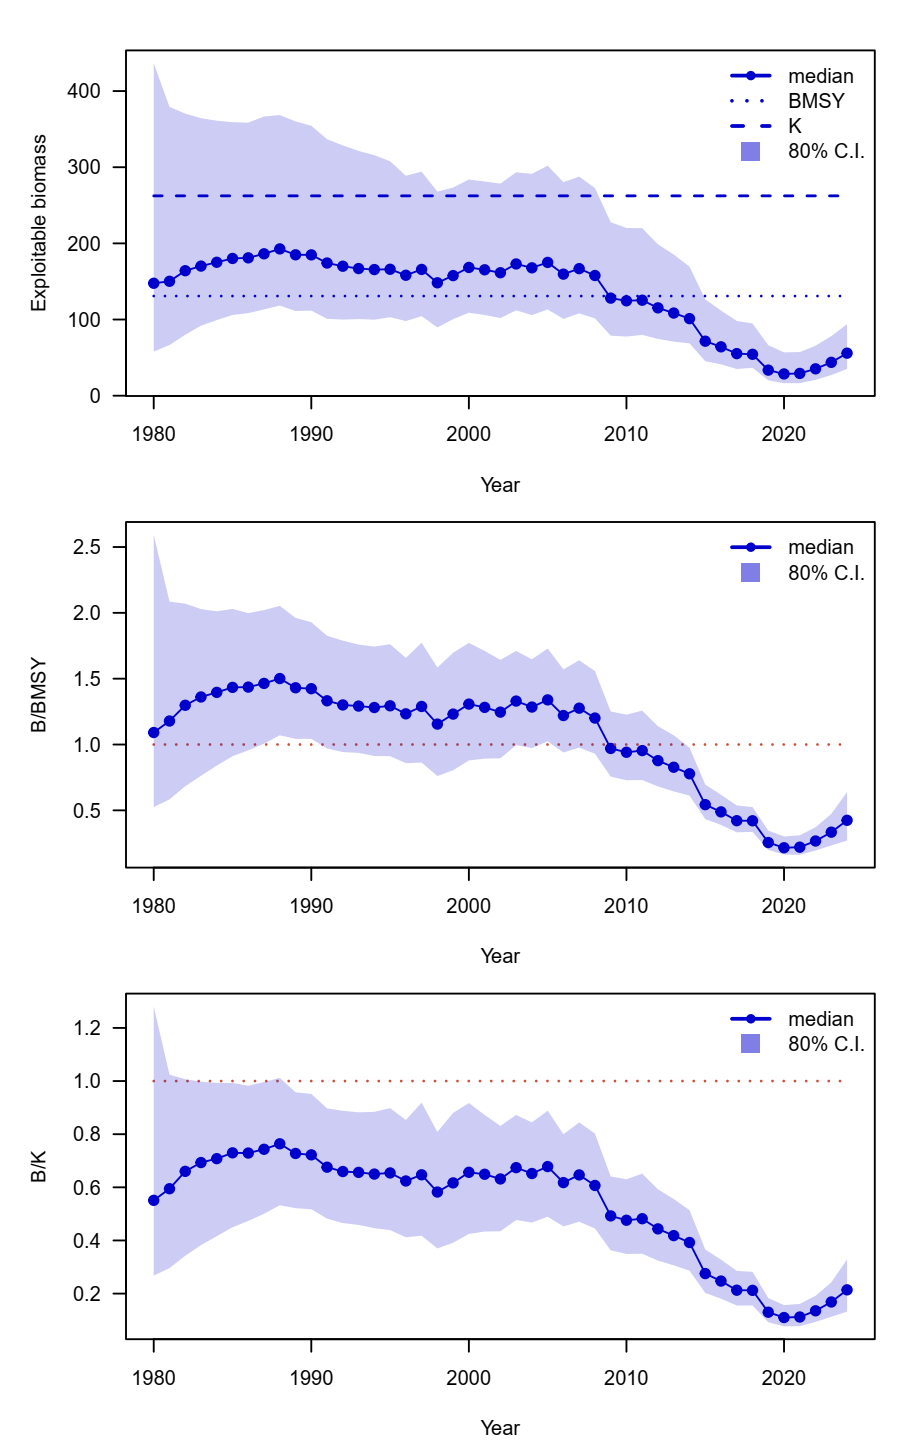 Exploitable biomass
400
300
200
100
0
median
BMSY
K
80% C.I.
1980 1990 2000 2010 2020
Year
B/BMSY
2.5
2.0
1.5
1.0
0.5
median
80% C.I.
1980 1990 2000 2010 2020
Year
B/K
1.2
1.0
0.8
0.6
0.4
0.2
median
80% C.I.
1980 1990 2000 2010 2020
Year